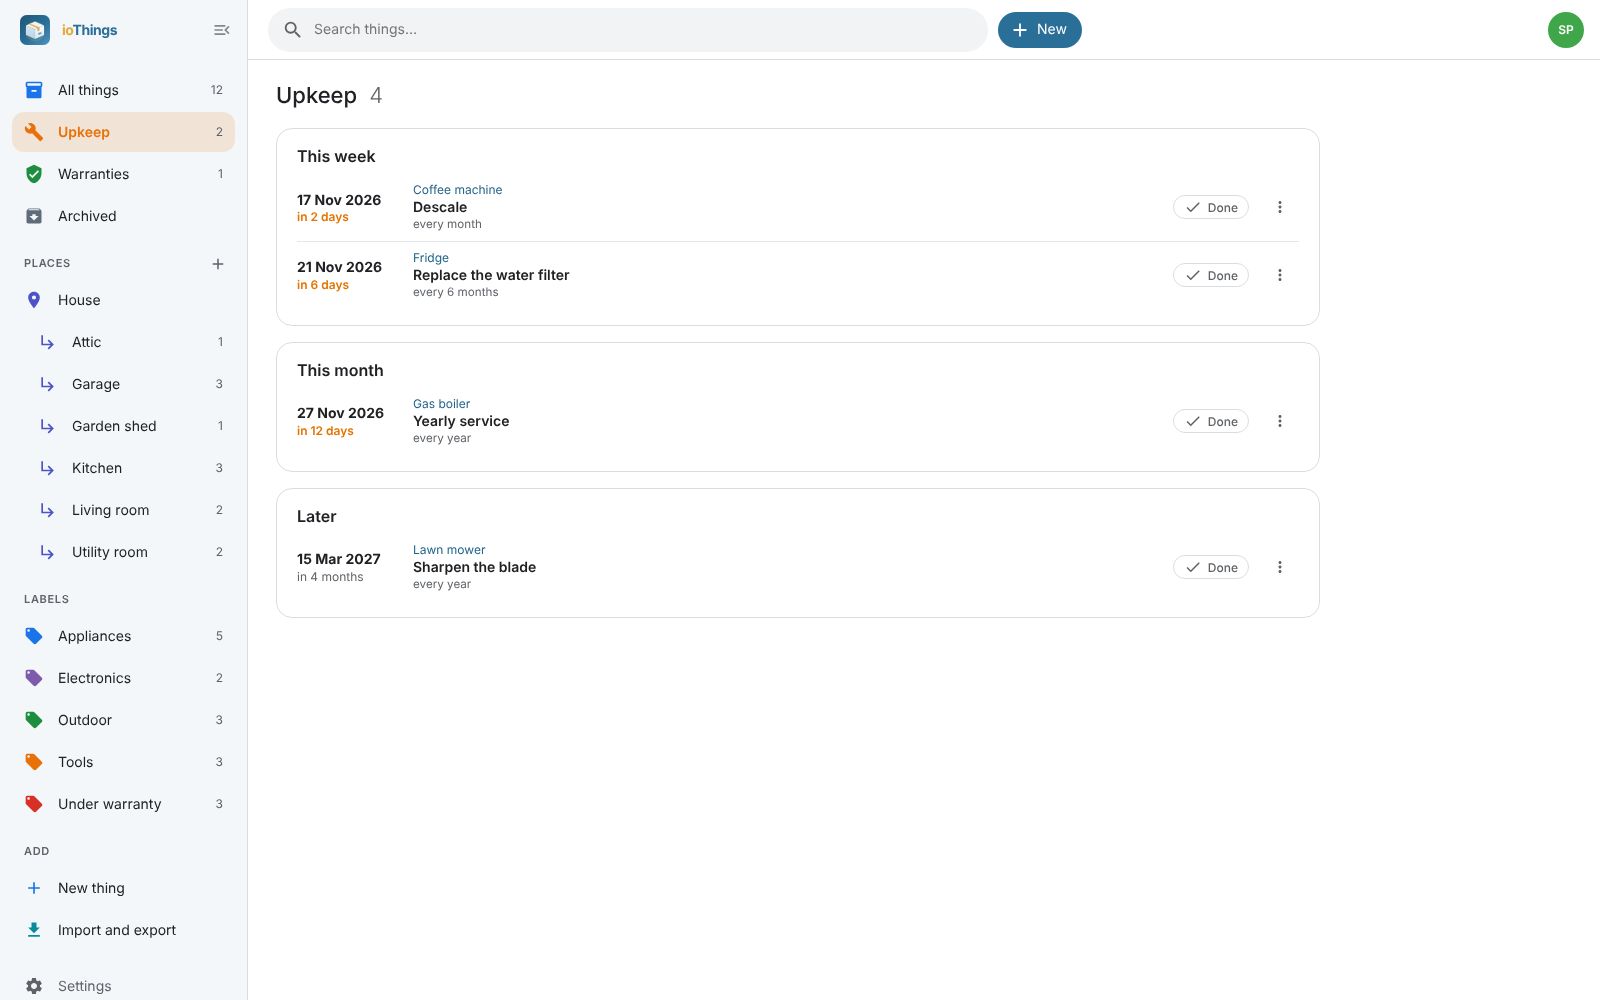 ioThings
Search things...
New
SP
All things 12
Upkeep 2
Warranties 1
Archived
PLACES
House
Attic 1
Garage 3
Garden shed 1
Kitchen 3
Living room 2
Utility room 2
LABELS
Appliances 5
Electronics 2
Outdoor 3
Tools 3
Under warranty 3
ADD
New thing
Import and export
Settings
Upkeep 4
This week
17 Nov 2026
in 2 days
Coffee machine
Descale
every month
Done
21 Nov 2026
in 6 days
Fridge
Replace the water filter
every 6 months
Done
This month
27 Nov 2026
in 12 days
Gas boiler
Yearly service
every year
Done
Later
15 Mar 2027
in 4 months
Lawn mower
Sharpen the blade
every year
Done